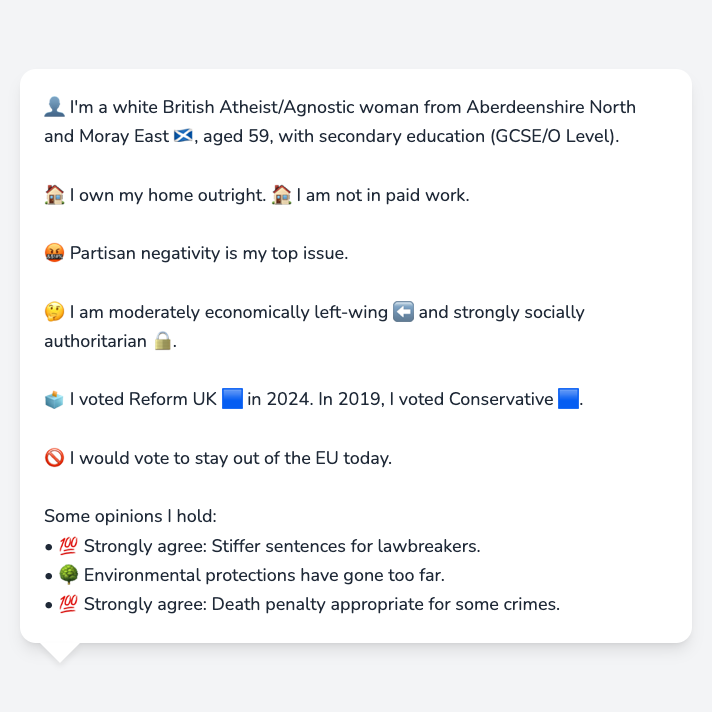 👤 I'm a white British Atheist/Agnostic woman from Aberdeenshire North
and Moray East 🏴󠁧󠁢󠁳󠁣󠁴󠁿, aged 59, with secondary education (GCSE/O Level).
🏠 I own my home outright. 🏠 I am not in paid work.
🤬 Partisan negativity is my top issue.
🤔 I am moderately economically left-wing ⬅️ and strongly socially
authoritarian 🔒.
🗳️ I voted Reform UK 🟦 in 2024. In 2019, I voted Conservative 🟦.
🚫 I would vote to stay out of the EU today.
Some opinions I hold:
• 💯 Strongly agree: Stiffer sentences for lawbreakers.
• 🌳 Environmental protections have gone too far.
• 💯 Strongly agree: Death penalty appropriate for some crimes.